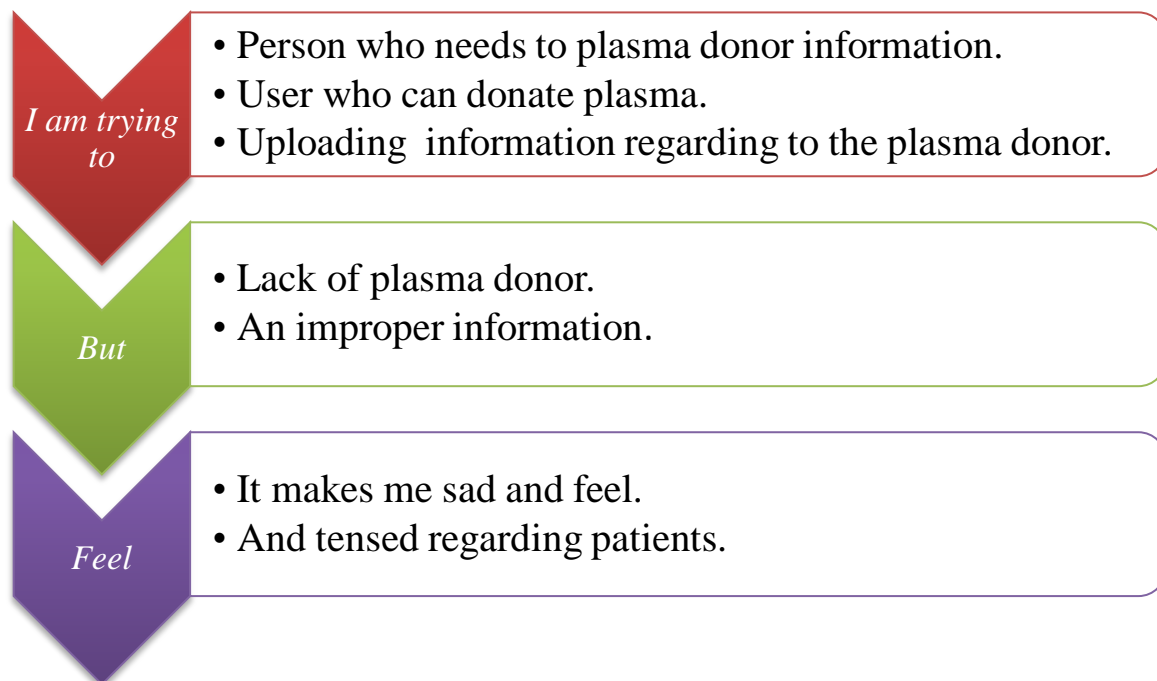 I am trying
to
• Person who needs to plasma donor information.
• User who can donate plasma.
• Uploading information regarding to the plasma donor.
But
• Lack of plasma donor.
• An improper information.
Feel
• It makes me sad and feel.
• And tensed regarding patients.